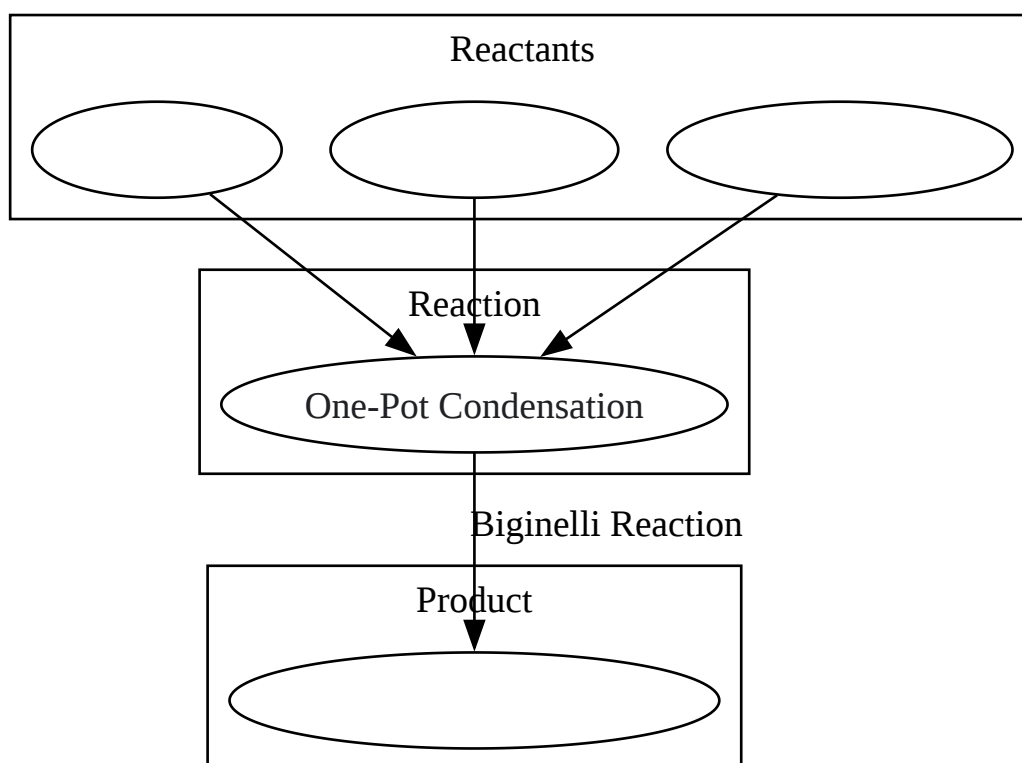 Reactants
Reaction
One-Pot Condensation
Biginelli Reaction
Product